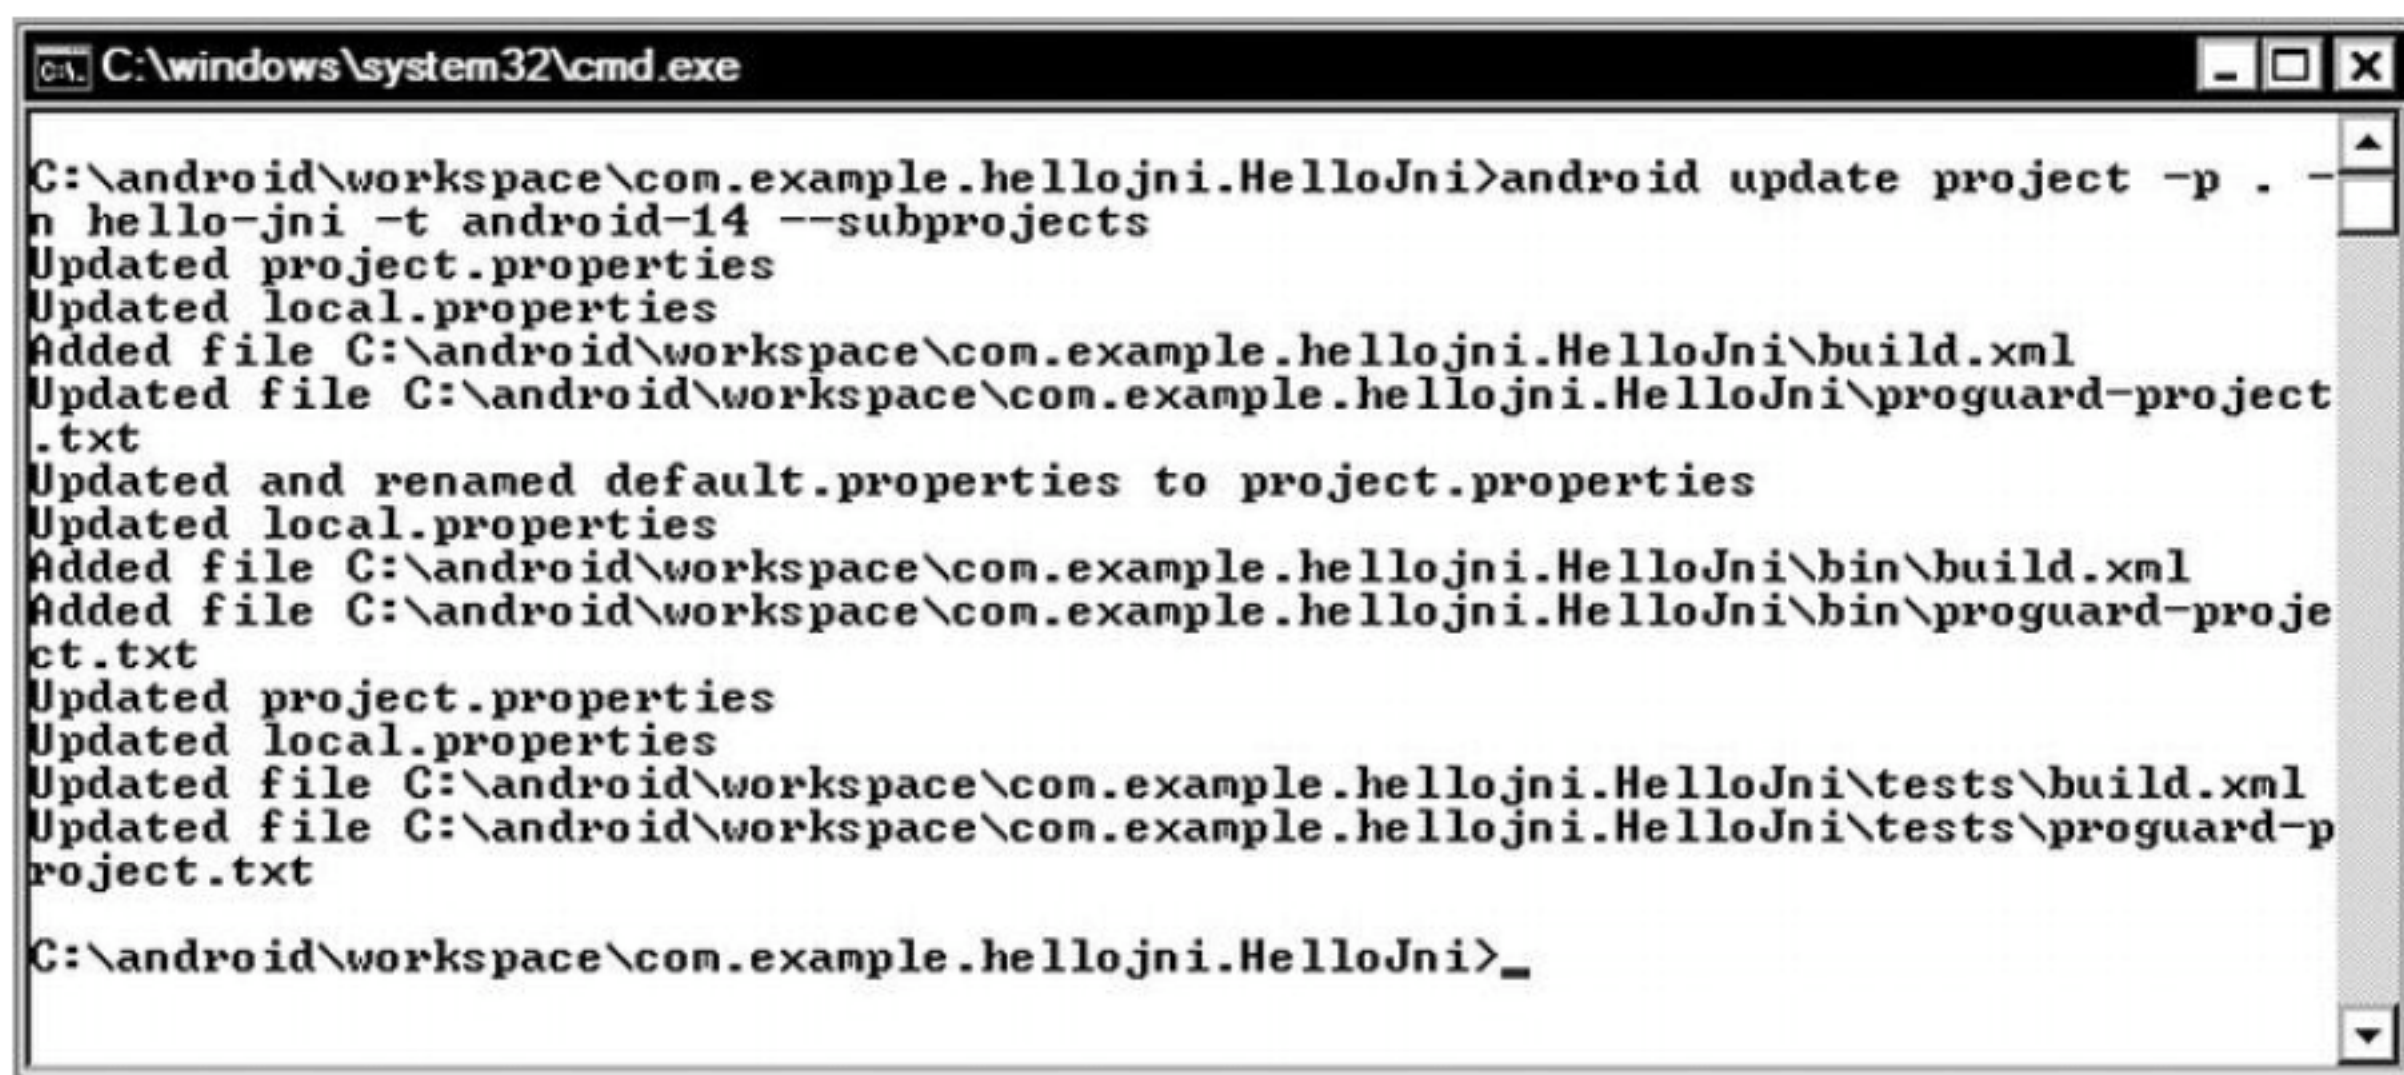 C:\windows\system32\cmd.exe
C:\android\workspace\com.example.hellojni.HelloJni>android update project -p . -
n hello-jni -t android-14 --subprojects
Updated project.properties
Updated local.properties
Added file C:\android\workspace\com.example.hellojni.HelloJni\build.xml
Updated file C:\android\workspace\com.example.hellojni.HelloJni\proguard-project
.txt
Updated and renamed default.properties to project.properties
Updated local.properties
Added file C:\android\workspace\com.example.hellojni.HelloJni\bin\build.xml
Added file C:\android\workspace\com.example.hellojni.HelloJni\bin\proguard-proje
ct.txt
Updated project.properties
Updated local.properties
Updated file C:\android\workspace\com.example.hellojni.HelloJni\tests\build.xml
Updated file C:\android\workspace\com.example.hellojni.HelloJni\tests\proguard-p
roject.txt
C:\android\workspace\com.example.hellojni.HelloJni>_